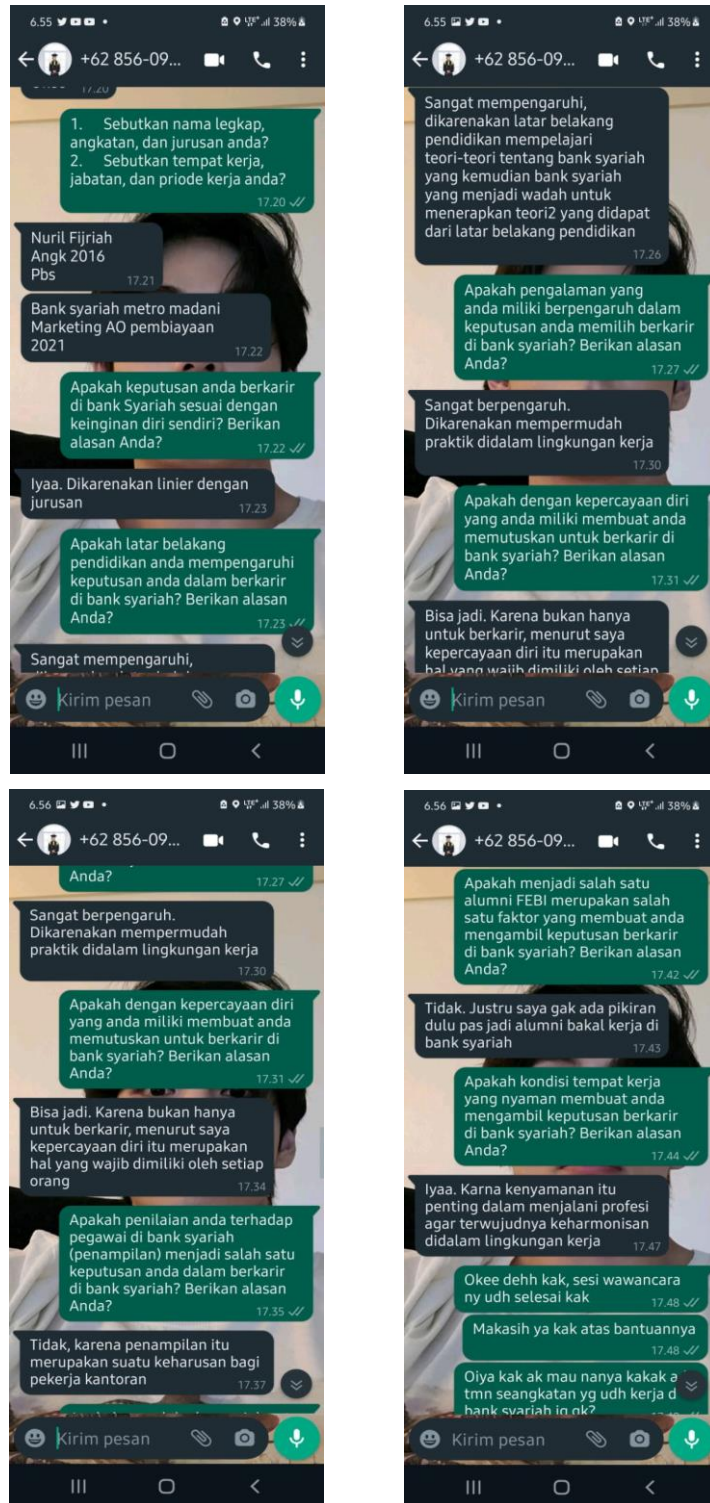 6.55
38%
+62 856-09...
17.20
1. Sebutkan nama legkap,
angkatan, dan jurusan anda?
2. Sebutkan tempat kerja,
jabatan, dan priode kerja anda?
17.20
Nuril Fijriah
Angk 2016
Pbs
17.21
Bank syariah metro madani
Marketing AO pembiayaan
2021
17.22
Apakah keputusan anda berkarir
di bank Syariah sesuai dengan
keinginan diri sendiri? Berikan
alasan Anda?
17.22
Iyaa. Dikarenakan linier dengan
jurusan
17.23
Apakah latar belakang
pendidikan anda mempengaruhi
keputusan anda dalam berkarir
di bank syariah? Berikan alasan
Anda?
17.23
Sangat mempengaruhi,
Kirim pesan
6.55
38%
+62 856-09...
Sangat mempengaruhi,
dikarenakan latar belakang
pendidikan mempelajari
teori-teori tentang bank syariah
yang kemudian bank syariah
yang menjadi wadah untuk
menerapkan teori2 yang didapat
dari latar belakang pendidikan
17.26
Apakah pengalaman yang
anda miliki berpengaruh dalam
keputusan anda memilih berkarir
di bank syariah? Berikan alasan
Anda?
17.27
Sangat berpengaruh.
Dikarenakan mempermudah
praktik didalam lingkungan kerja
17.30
Apakah dengan kepercayaan diri
yang anda miliki membuat anda
memutuskan untuk berkarir di
bank syariah? Berikan alasan
Anda?
17.31
Bisa jadi. Karena bukan hanya
untuk berkarir, menurut saya
kepercayaan diri itu merupakan
hal yang wajib dimiliki oleh setiap
Kirim pesan
6.56
38%
+62 856-09...
Anda?
17.27
Sangat berpengaruh.
Dikarenakan mempermudah
praktik didalam lingkungan kerja
17.30
Apakah dengan kepercayaan diri
yang anda miliki membuat anda
memutuskan untuk berkarir di
bank syariah? Berikan alasan
Anda?
17.31
Bisa jadi. Karena bukan hanya
untuk berkarir, menurut saya
kepercayaan diri itu merupakan
hal yang wajib dimiliki oleh setiap
orang
17.34
Apakah penilaian anda terhadap
pegawai di bank syariah
(penampilan) menjadi salah satu
keputusan anda dalam berkarir
di bank syariah? Berikan alasan
Anda?
17.35
Tidak, karena penampilan itu
merupakan suatu keharusan bagi
pekerja kantoran
17.37
Kirim pesan
6.56
38%
+62 856-09...
Apakah menjadi salah satu
alumni FEBI merupakan salah
satu faktor yang membuat anda
mengambil keputusan berkarir
di bank syariah? Berikan alasan
Anda?
17.42
Tidak. Justru saya gak ada pikiran
dulu pas jadi alumni bakal kerja di
bank syariah
17.43
Apakah kondisi tempat kerja
yang nyaman membuat anda
mengambil keputusan berkarir
di bank syariah? Berikan alasan
Anda?
17.44
Iyaa. Karna kenyamanan itu
penting dalam menjalani profesi
agar terwujudnya keharmonisan
didalam lingkungan kerja
17.47
Okee dehh kak, sesi wawancara
ny udh selesai kak
17.48
Makasih ya kak atas bantuannya
17.48
Oiya kak ak mau nanya kakak
tmn seangkatan yg udh kerja d
bank syariah jg gk?
Kirim pesan